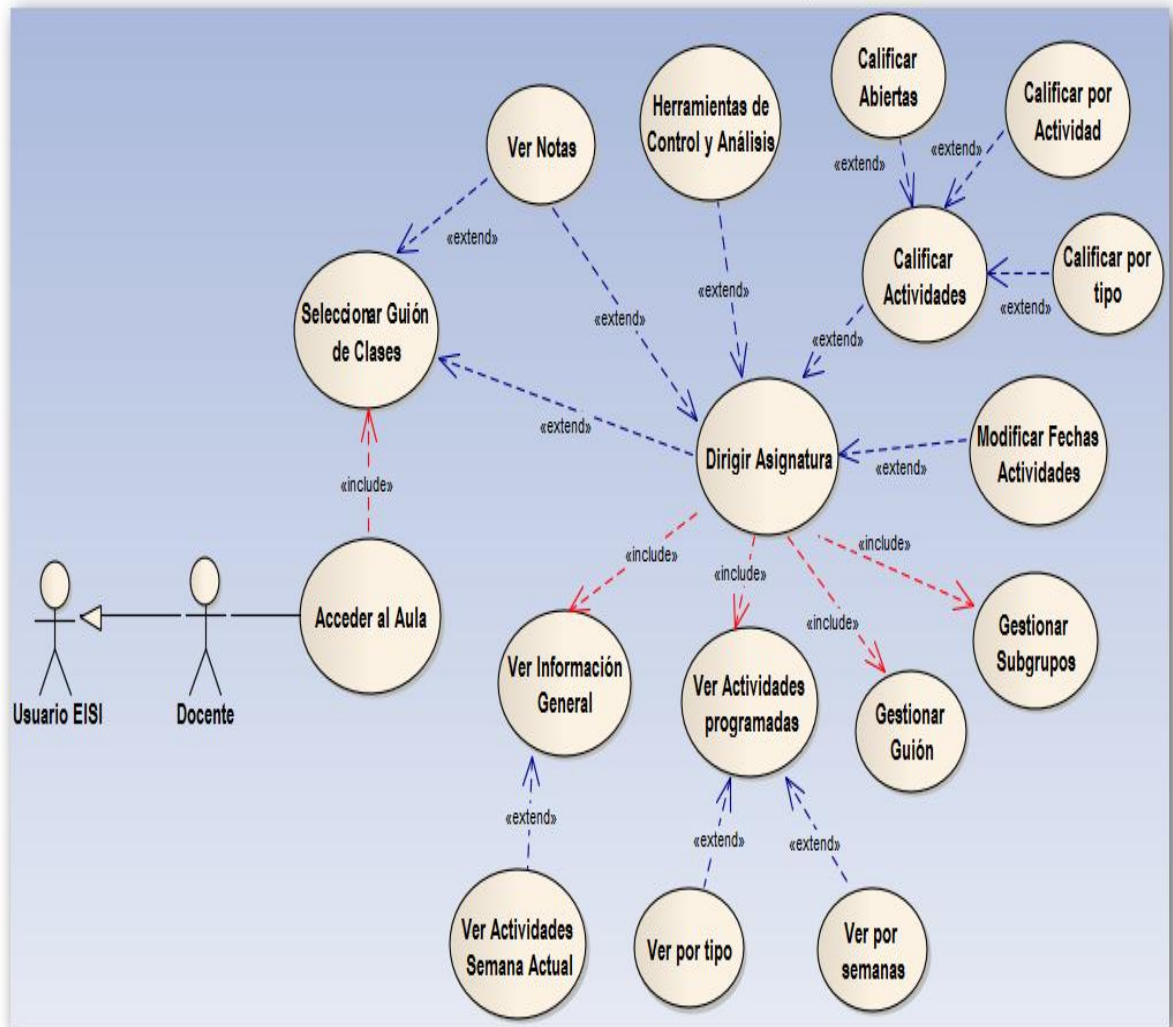 Calificar
Abiertas
Calificar por
Actividad
Herramientas de
Control y Análisis
Ver Notas
«extend»
«extend»
«extend»
Calificar
Actividades
Calificar por
tipo
«extend»
Seleccionar Guión
de Clases
«extend»
«extend»
«extend»
«extend»
Dirigir Asignatura
Modificar Fechas
Actividades
«extend»
«include»
«include»
«include»
«include»
«include»
Usuario EISI
Docente
Acceder al Aula
Ver Información
General
Ver Actividades
programadas
Gestionar
Guión
Gestionar
Subgrupos
«extend»
«extend»
«extend»
Ver Actividades
Semana Actual
Ver por tipo
Ver por
semanas